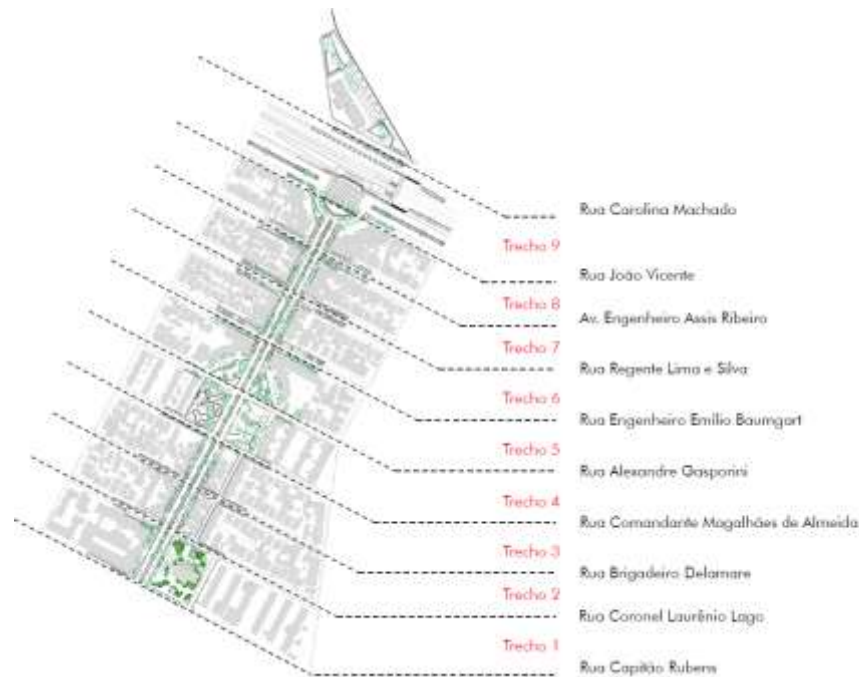 Rua Carolina Machado
Trecho 9
Rua João Vicente
Trecho 8
Av. Engenheiro Assis Ribeiro
Trecho 7
Rua Regente Lima e Silva
Trecho 6
Rua Engenheiro Emílio Baumgart
Trecho 5
Rua Alexandre Gasparini
Trecho 4
Rua Comandante Magalhães de Almeida
Trecho 3
Rua Brigadeiro Delamare
Trecho 2
Rua Coronel Laurênio Lago
Trecho 1
Rua Capitão Rubens